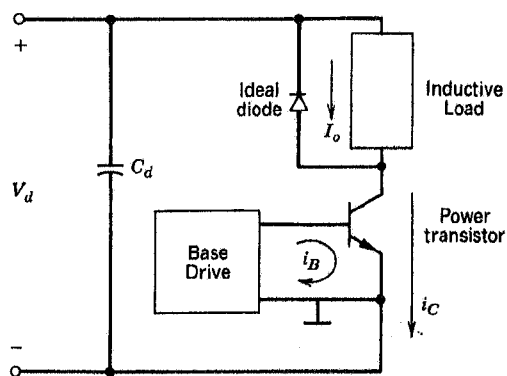 +
Ideal
diode
I_o
Inductive
Load
C_d
V_d
Power
transistor
Base
Drive
i_B
i_C
−